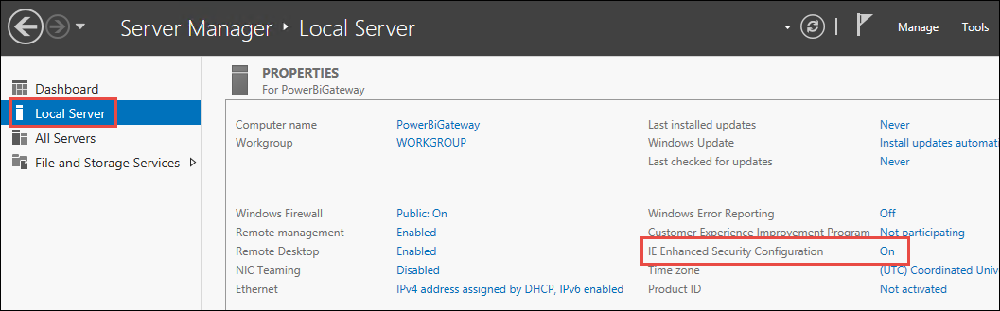 Server Manager ‣ Local Server
Manage Tools
Dashboard
Local Server
All Servers
File and Storage Services
PROPERTIES
For PowerBiGateway
Computer name PowerBiGateway
Workgroup WORKGROUP
Last installed updates Never
Windows Update Install updates automati
Last checked for updates Never
Windows Firewall Public: On
Remote management Enabled
Remote Desktop Enabled
NIC Teaming Disabled
Ethernet IPv4 address assigned by DHCP, IPv6 enabled
Windows Error Reporting Off
Customer Experience Improvement Program Not participating
IE Enhanced Security Configuration On
Time zone (UTC) Coordinated Univ
Product ID Not activated